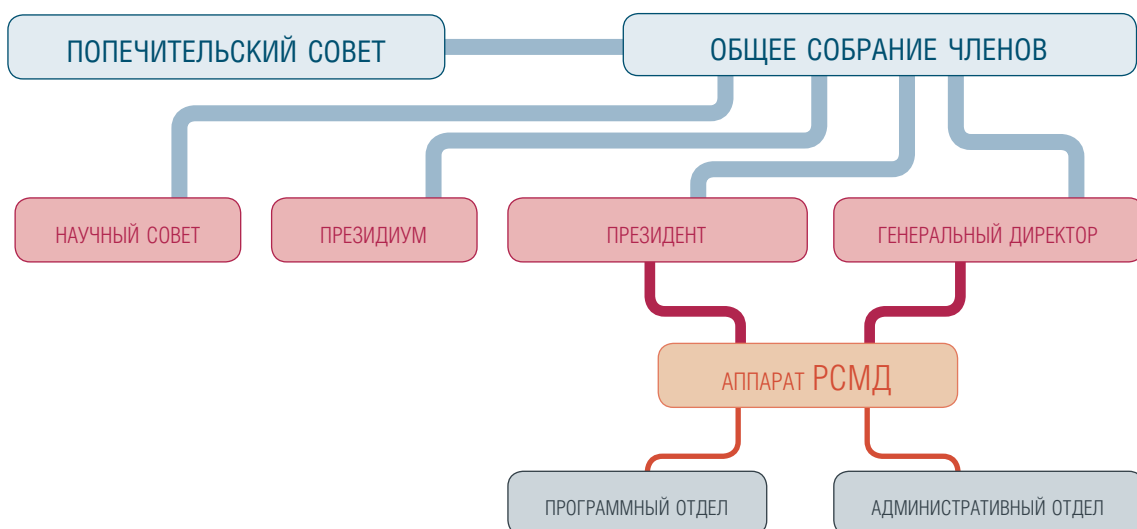 ПОПЕЧИТЕЛЬСКИЙ СОВЕТ
ОБЩЕЕ СОБРАНИЕ ЧЛЕНОВ
НАУЧНЫЙ СОВЕТ
ПРЕЗИДИУМ
ПРЕЗИДЕНТ
ГЕНЕРАЛЬНЫЙ ДИРЕКТОР
АППАРАТ РСМД
ПРОГРАММНЫЙ ОТДЕЛ
АДМИНИСТРАТИВНЫЙ ОТДЕЛ